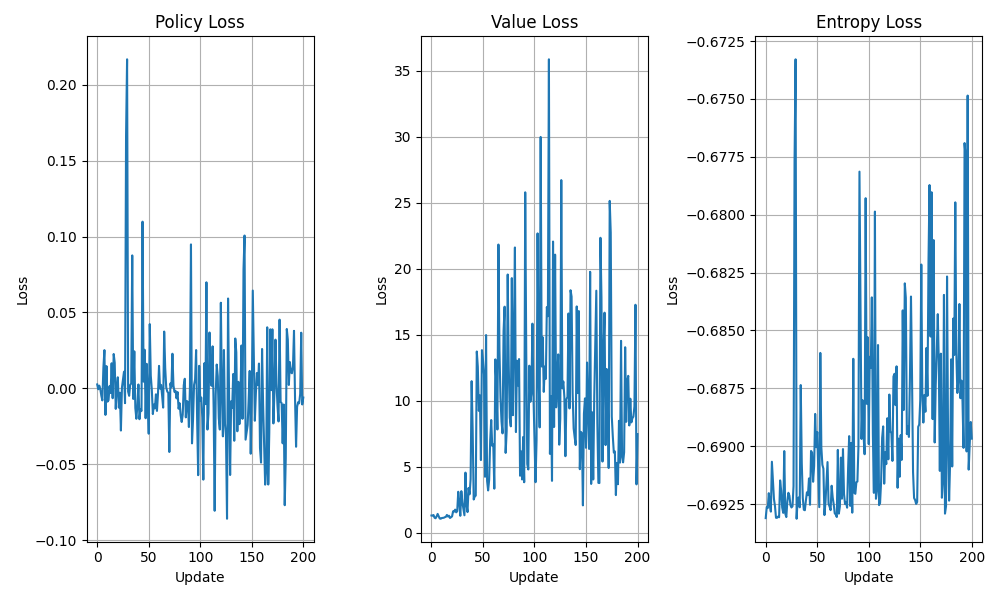 Policy Loss
Loss
0.20
0.15
0.10
0.05
0.00
−0.05
−0.10
0 50 100 150 200
Update
Value Loss
Loss
35
30
25
20
15
10
5
0
0 50 100 150 200
Update
Entropy Loss
Loss
−0.6725
−0.6750
−0.6775
−0.6800
−0.6825
−0.6850
−0.6875
−0.6900
−0.6925
0 50 100 150 200
Update